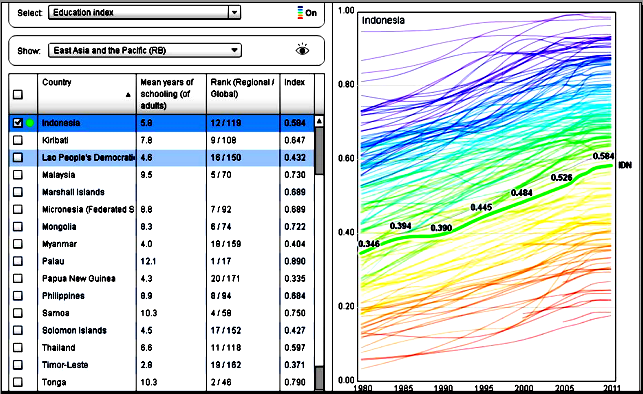 Select: Education index On
Show: East Asia and the Pacific (RB)
Country Mean years of schooling (of adults) Rank (Regional / Global) Index
Indonesia 5.8 12 / 119 0.584
Kiribati 7.8 9 / 108 0.647
Lao People's Democrati 4.6 16 / 150 0.432
Malaysia 9.5 5 / 70 0.730
Marshall Islands 0.689
Micronesia (Federated S 8.8 7 / 92 0.689
Mongolia 8.3 6 / 74 0.722
Myanmar 4.0 18 / 159 0.404
Palau 12.1 1 / 17 0.890
Papua New Guinea 4.3 20 / 171 0.335
Philippines 8.9 8 / 94 0.684
Samoa 10.3 4 / 58 0.750
Solomon Islands 4.5 17 / 152 0.427
Thailand 6.6 11 / 118 0.597
Timor-Leste 2.8 19 / 162 0.371
Tonga 10.3 2 / 46 0.790
Indonesia
1.00
0.80
0.60
0.40
0.20
0.00
0.346
0.394
0.390
0.445
0.484
0.526
0.584
IDN
1980 1985 1990 1995 2000 2005 2011